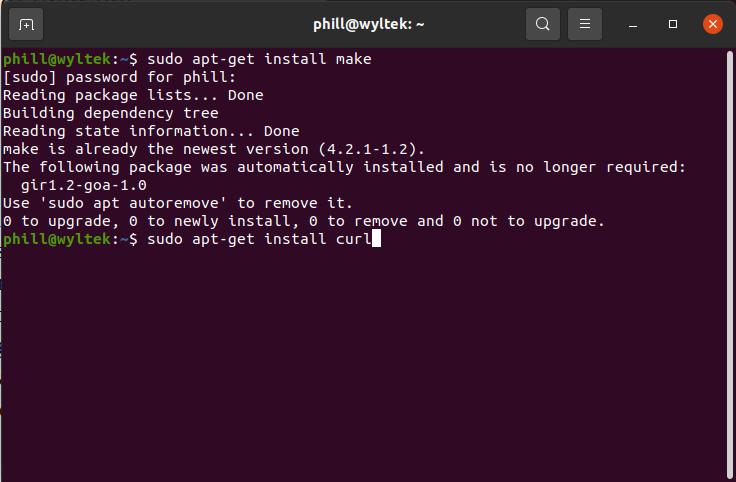 phill@wyltek: ~
phill@wyltek:~$ sudo apt-get install make
[sudo] password for phill:
Reading package lists... Done
Building dependency tree
Reading state information... Done
make is already the newest version (4.2.1-1.2).
The following package was automatically installed and is no longer required:
  gir1.2-goa-1.0
Use 'sudo apt autoremove' to remove it.
0 to upgrade, 0 to newly install, 0 to remove and 0 not to upgrade.
phill@wyltek:~$ sudo apt-get install curl